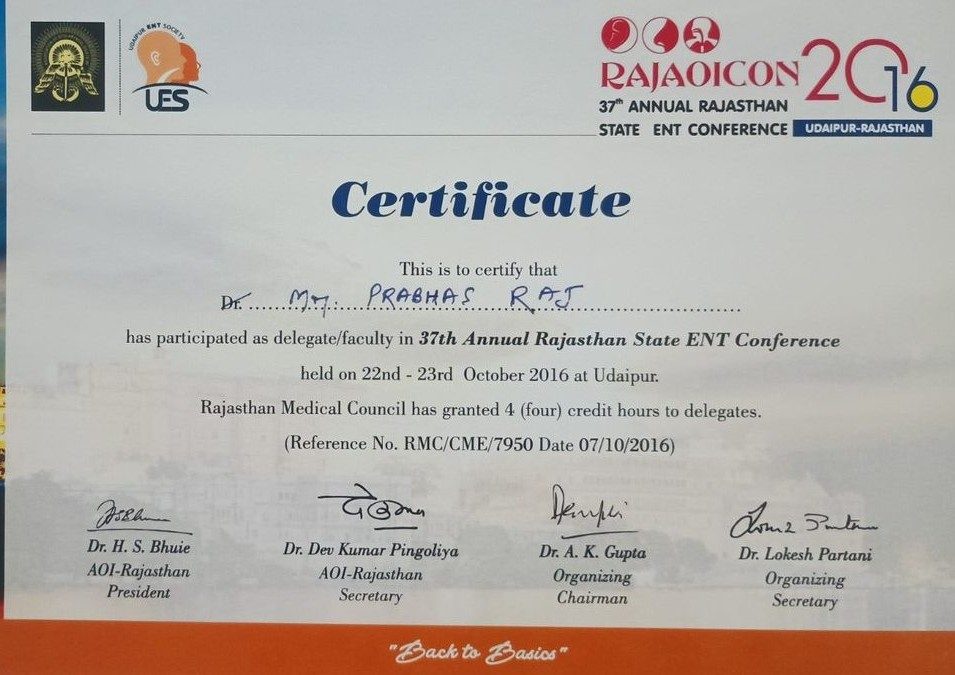 UDAIPUR ENT SOCIETY
UES
RAJAOICON 2016
37th ANNUAL RAJASTHAN
STATE ENT CONFERENCE UDAIPUR-RAJASTHAN
Certificate
This is to certify that
Dr. Mr. PRABHAS RAJ
has participated as delegate/faculty in 37th Annual Rajasthan State ENT Conference
held on 22nd - 23rd October 2016 at Udaipur.
Rajasthan Medical Council has granted 4 (four) credit hours to delegates.
(Reference No. RMC/CME/7950 Date 07/10/2016)
Dr. H. S. Bhuie
AOI-Rajasthan
President
Dr. Dev Kumar Pingoliya
AOI-Rajasthan
Secretary
Dr. A. K. Gupta
Organizing
Chairman
Dr. Lokesh Partani
Organizing
Secretary
"Back to Basics"